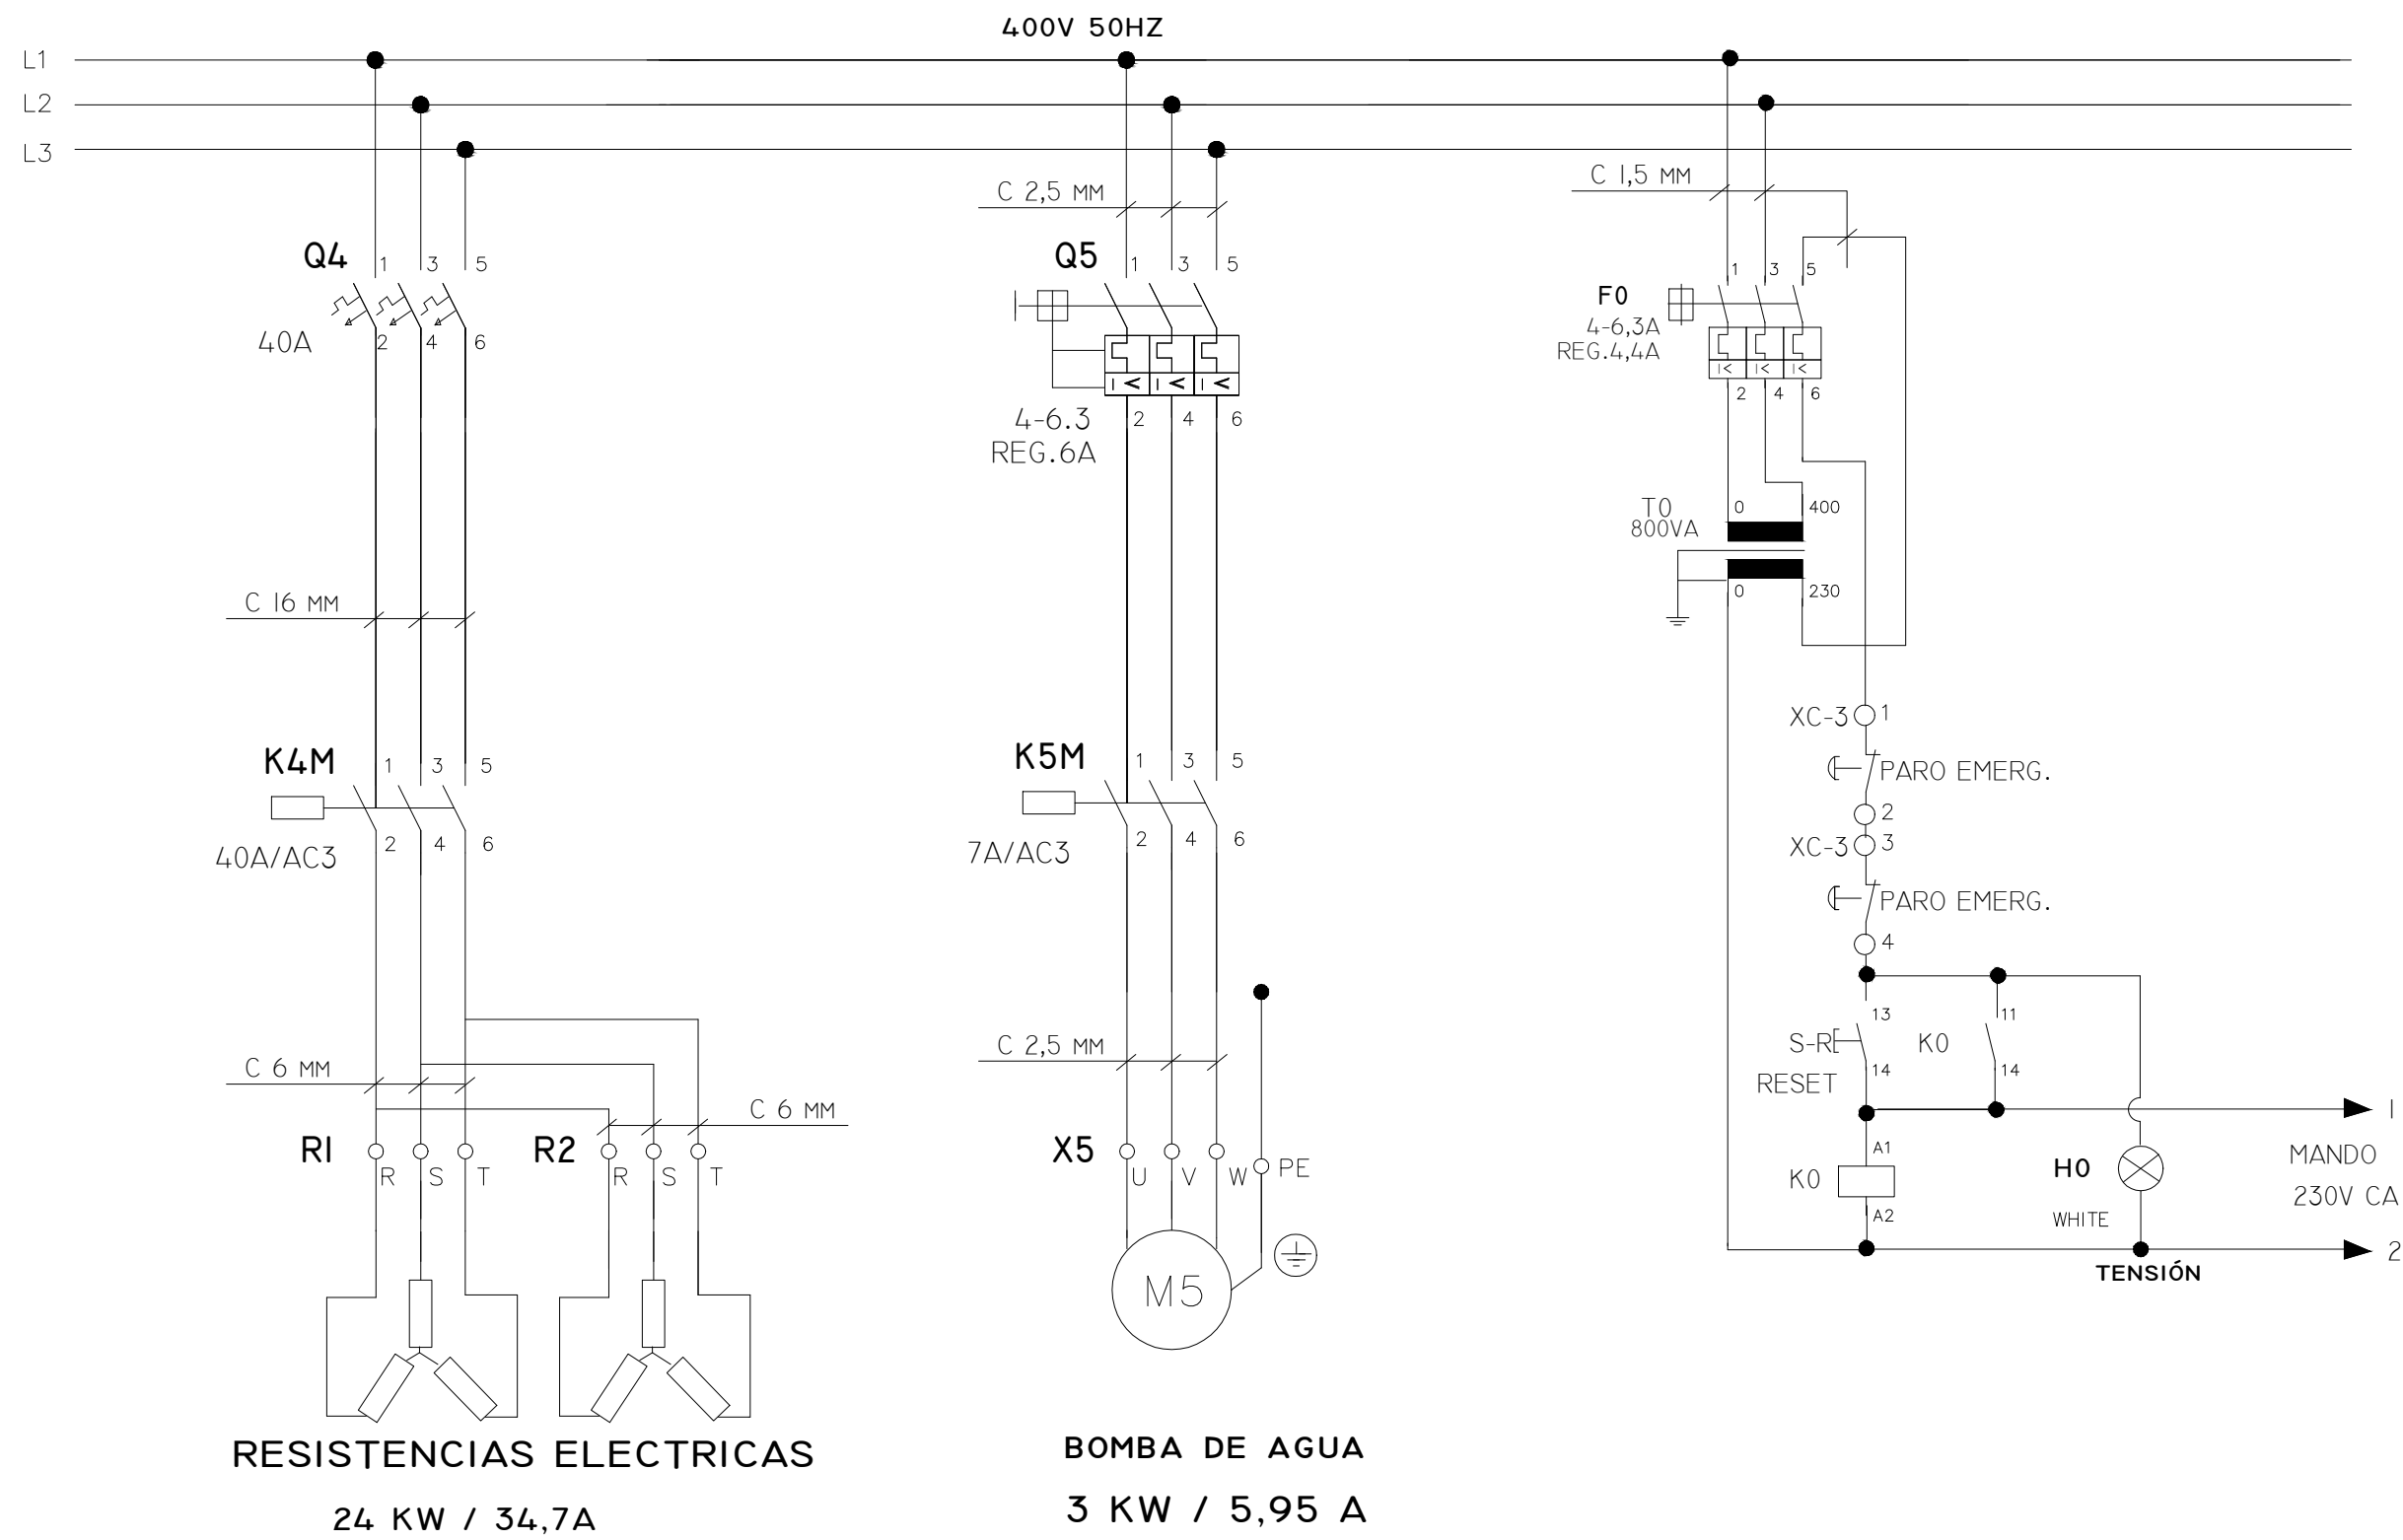 400V 50HZ
L1
L2
L3
C 2,5 MM
C 1,5 MM
Q4
1 3 5
40A
2 4 6
Q5
1 3 5
I< I< I<
4-6.3
REG.6A
2 4 6
F0
1 3 5
4-6,3A
REG.4,4A
I< I< I<
2 4 6
T0
800VA
0 400
0 230
C 16 MM
K4M
1 3 5
40A/AC3
2 4 6
K5M
1 3 5
7A/AC3
2 4 6
XC-3 1
PARO EMERG.
2
XC-3 3
PARO EMERG.
4
13
S-R
14
RESET
11
K0
14
C 6 MM
C 6 MM
C 2,5 MM
R1
R S T
R2
R S T
X5
U V W PE
A1
K0
A2
H0
WHITE
1
MANDO
230V CA
2
TENSIÓN
M5
RESISTENCIAS ELECTRICAS
24 KW / 34,7A
BOMBA DE AGUA
3 KW / 5,95 A